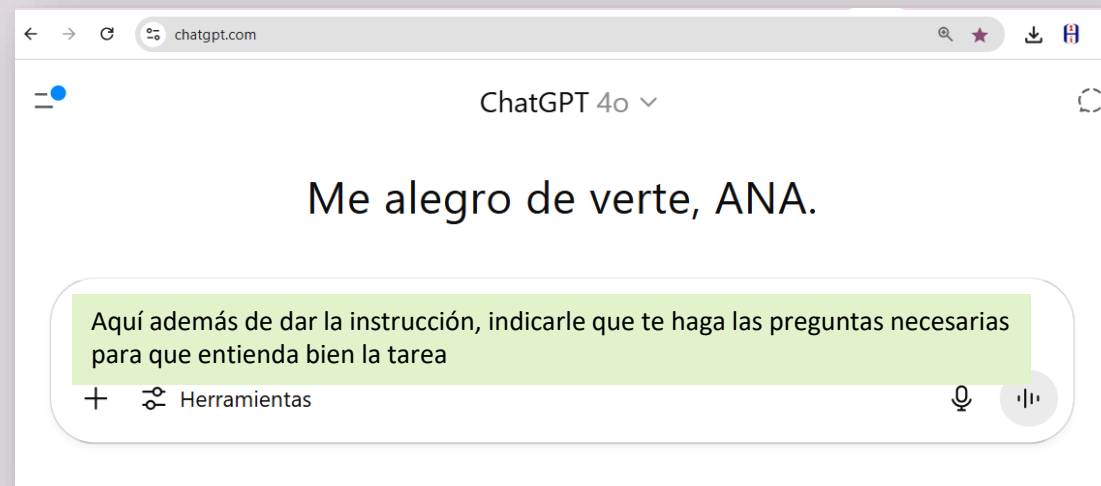 chatgpt.com
ChatGPT 4o
Me alegro de verte, ANA.
Aquí además de dar la instrucción, indicarle que te haga las preguntas necesarias
para que entienda bien la tarea
Herramientas